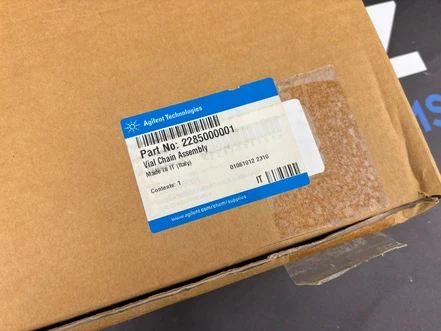 Agilent Technologies
Part No: 2285000001
Vial Chain Assembly
Made in IT (Italy)
01061012 2310
Contents: 1
IT
www.agilent.com/chem/supplies